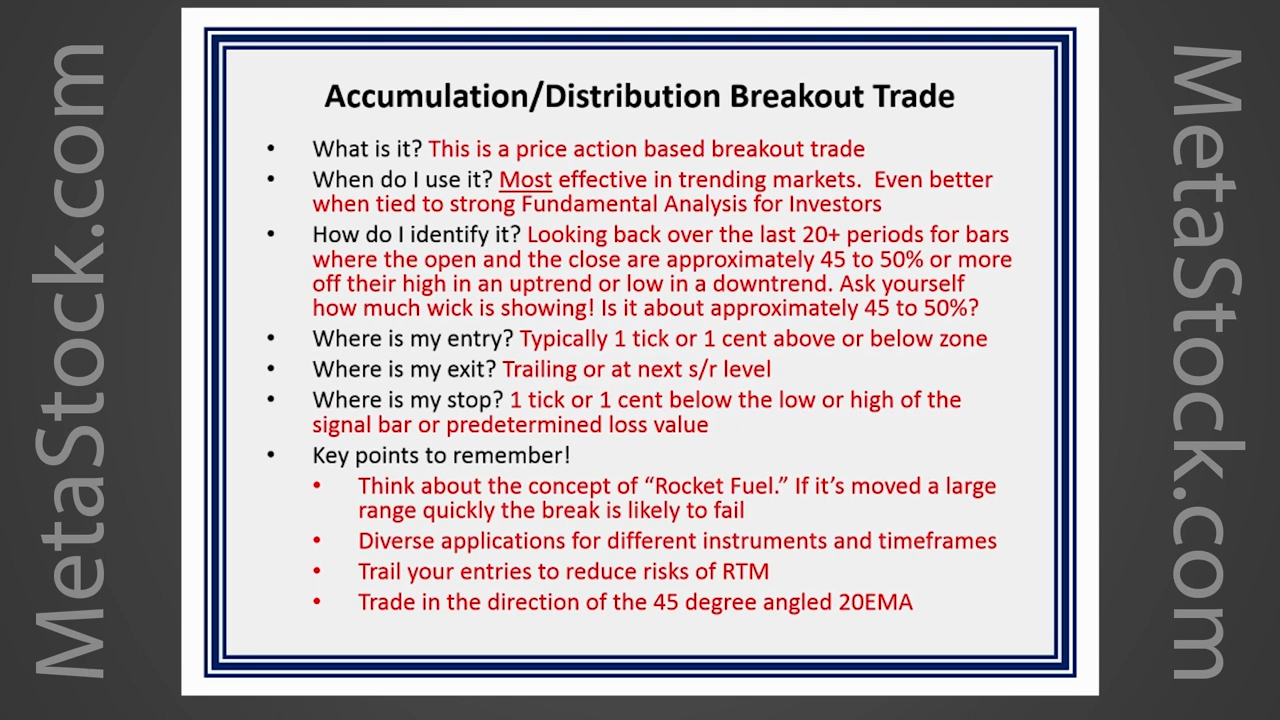 MetaStock.com
Accumulation/Distribution Breakout Trade
• What is it? This is a price action based breakout trade
• When do I use it? Most effective in trending markets.  Even better
when tied to strong Fundamental Analysis for Investors
• How do I identify it? Looking back over the last 20+ periods for bars
where the open and the close are approximately 45 to 50% or more
off their high in an uptrend or low in a downtrend. Ask yourself
how much wick is showing! Is it about approximately 45 to 50%?
• Where is my entry? Typically 1 tick or 1 cent above or below zone
• Where is my exit? Trailing or at next s/r level
• Where is my stop? 1 tick or 1 cent below the low or high of the
signal bar or predetermined loss value
• Key points to remember!
• Think about the concept of “Rocket Fuel.” If it’s moved a large
range quickly the break is likely to fail
• Diverse applications for different instruments and timeframes
• Trail your entries to reduce risks of RTM
• Trade in the direction of the 45 degree angled 20EMA
MetaStock.com